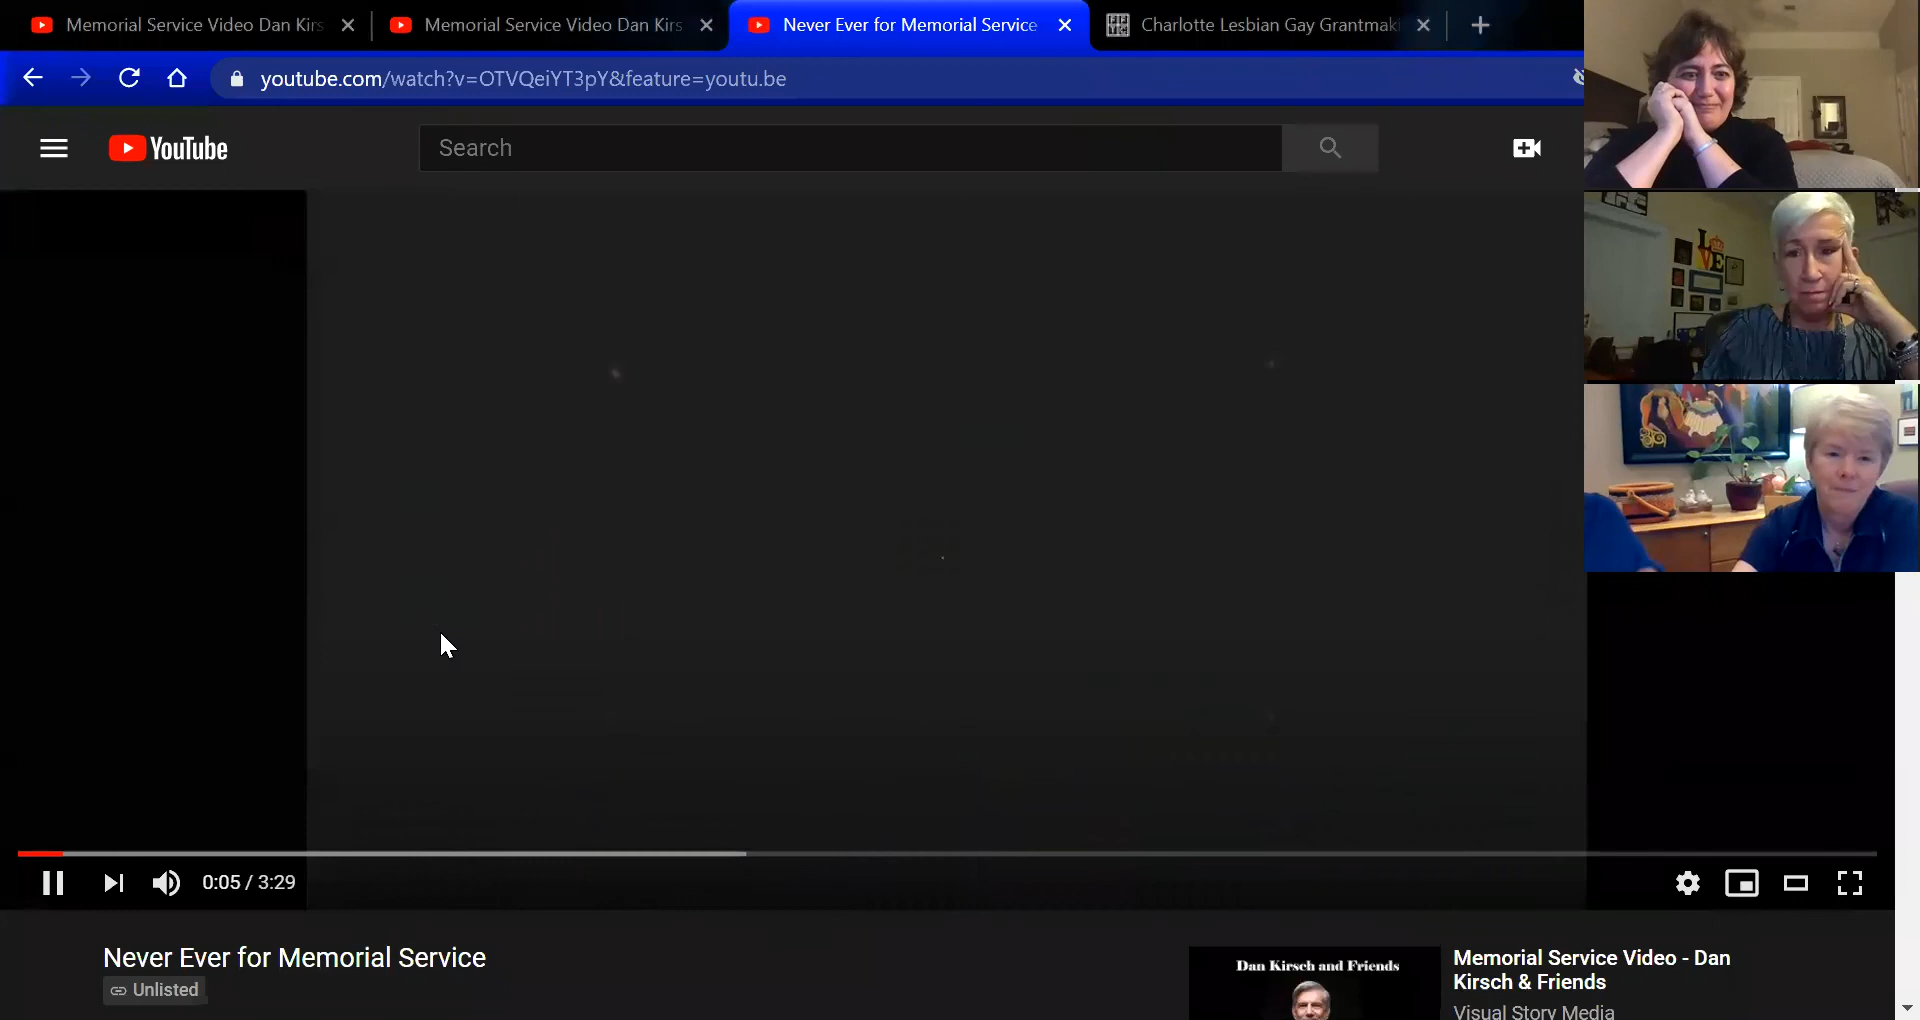 Memorial Service Video Dan Kirs
Memorial Service Video Dan Kirs
Never Ever for Memorial Service
Charlotte Lesbian Gay Grantmaki
youtube.com/watch?v=OTVQeiYT3pY&feature=youtu.be
YouTube
Search
LOVE
0:05 / 3:29
Never Ever for Memorial Service
Unlisted
Dan Kirsch and Friends
Memorial Service Video - Dan
Kirsch & Friends
Visual Story Media